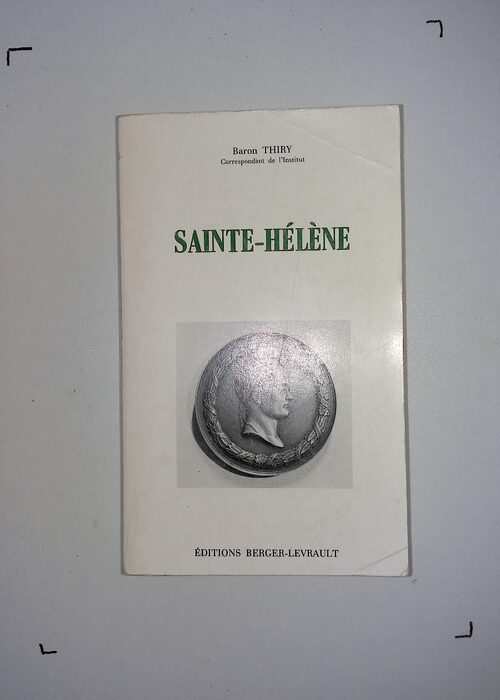 Baron THIRY
Correspondant de l'Institut
SAINTE-HÉLÈNE
ÉDITIONS BERGER-LEVRAULT